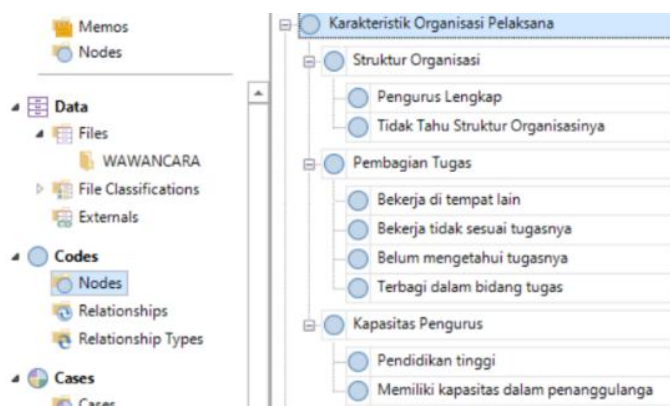 Memos
Nodes
Data
Files
WAWANCARA
File Classifications
Externals
Codes
Nodes
Relationships
Relationship Types
Cases
Cases
Karakteristik Organisasi Pelaksana
Struktur Organisasi
Pengurus Lengkap
Tidak Tahu Struktur Organisasinya
Pembagian Tugas
Bekerja di tempat lain
Bekerja tidak sesuai tugasnya
Belum mengetahui tugasnya
Terbagi dalam bidang tugas
Kapasitas Pengurus
Pendidikan tinggi
Memiliki kapasitas dalam penanggulanga